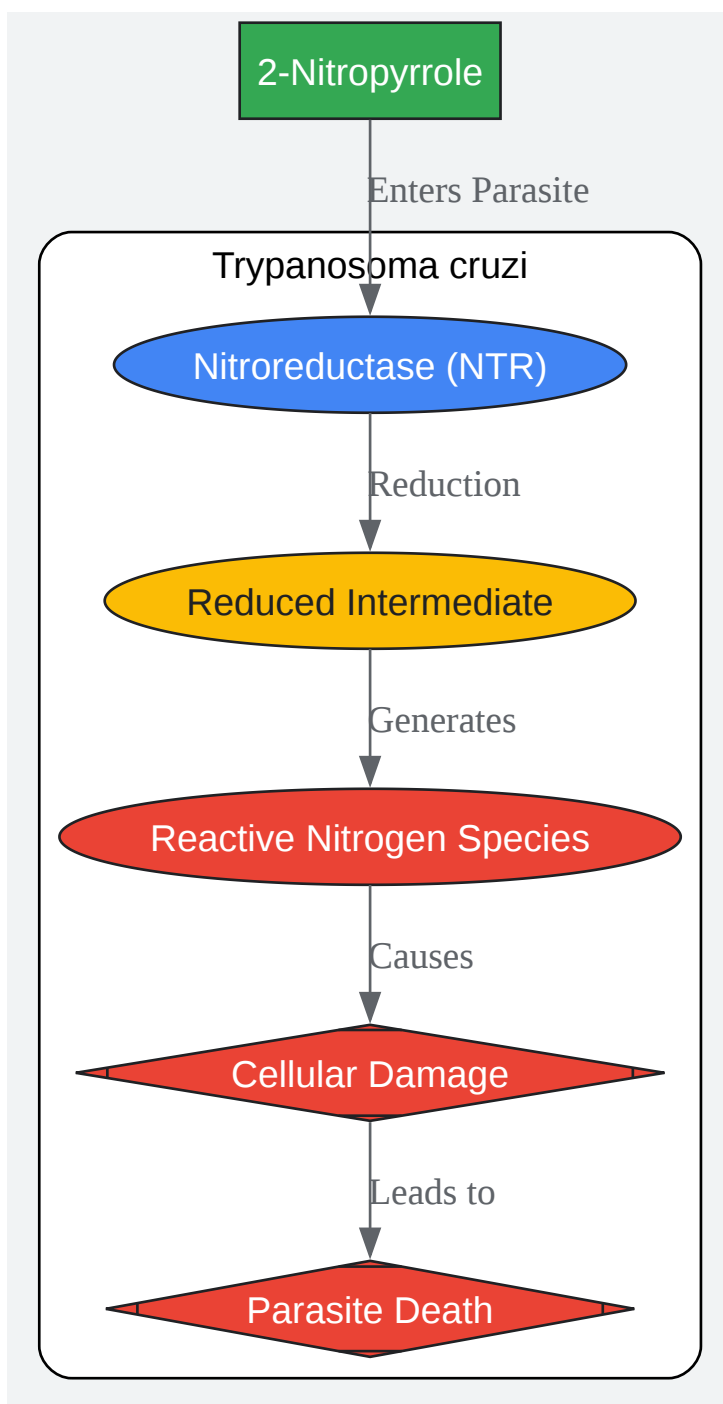 2-Nitropyrrole
Enters Parasite
Trypanosoma cruzi
Nitroreductase (NTR)
Reduction
Reduced Intermediate
Generates
Reactive Nitrogen Species
Causes
Cellular Damage
Leads to
Parasite Death